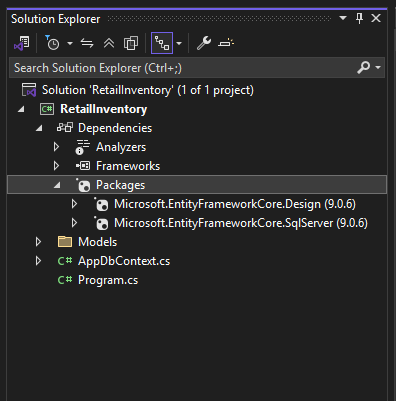 Solution Explorer
Search Solution Explorer (Ctrl+;)
Solution 'RetailInventory' (1 of 1 project)
C# RetailInventory
Dependencies
Analyzers
Frameworks
Packages
Microsoft.EntityFrameworkCore.Design (9.0.6)
Microsoft.EntityFrameworkCore.SqlServer (9.0.6)
Models
C# AppDbContext.cs
C# Program.cs